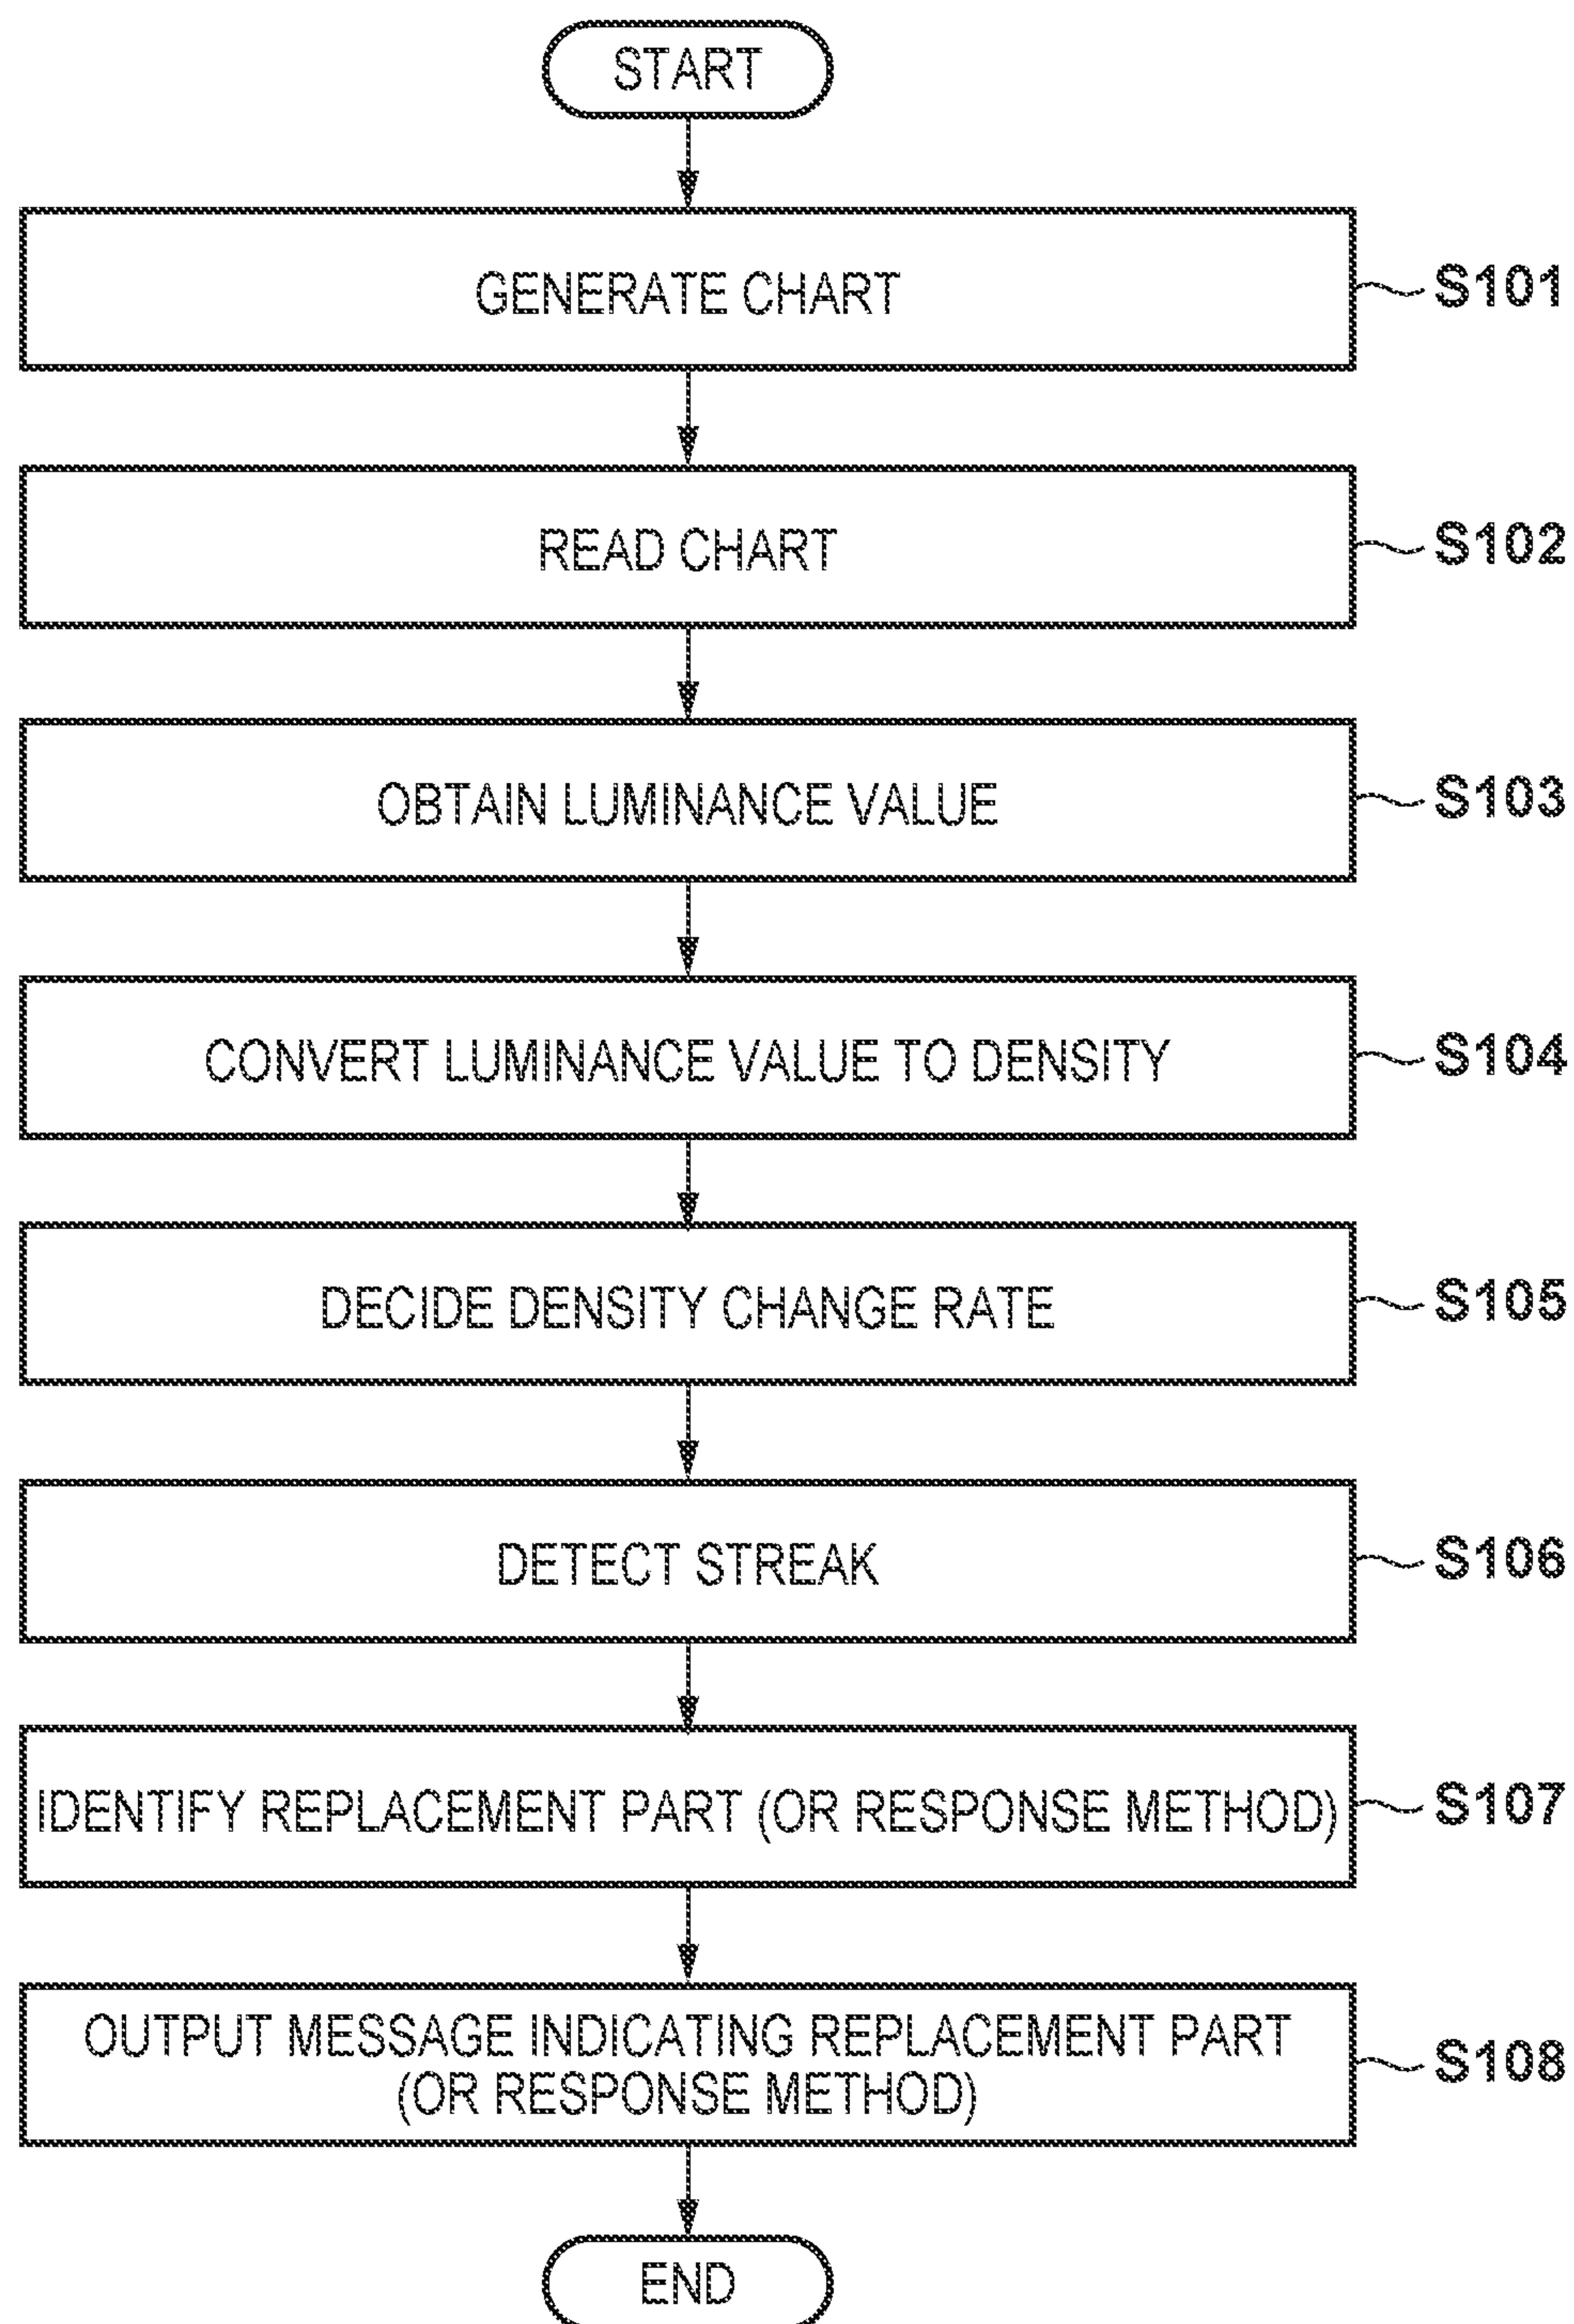 START
GENERATE CHART
S101
READ CHART
S102
OBTAIN LUMINANCE VALUE
S103
CONVERT LUMINANCE VALUE TO DENSITY
S104
DECIDE DENSITY CHANGE RATE
S105
DETECT STREAK
S106
IDENTIFY REPLACEMENT PART (OR RESPONSE METHOD)
S107
OUTPUT MESSAGE INDICATING REPLACEMENT PART
(OR RESPONSE METHOD)
S108
END